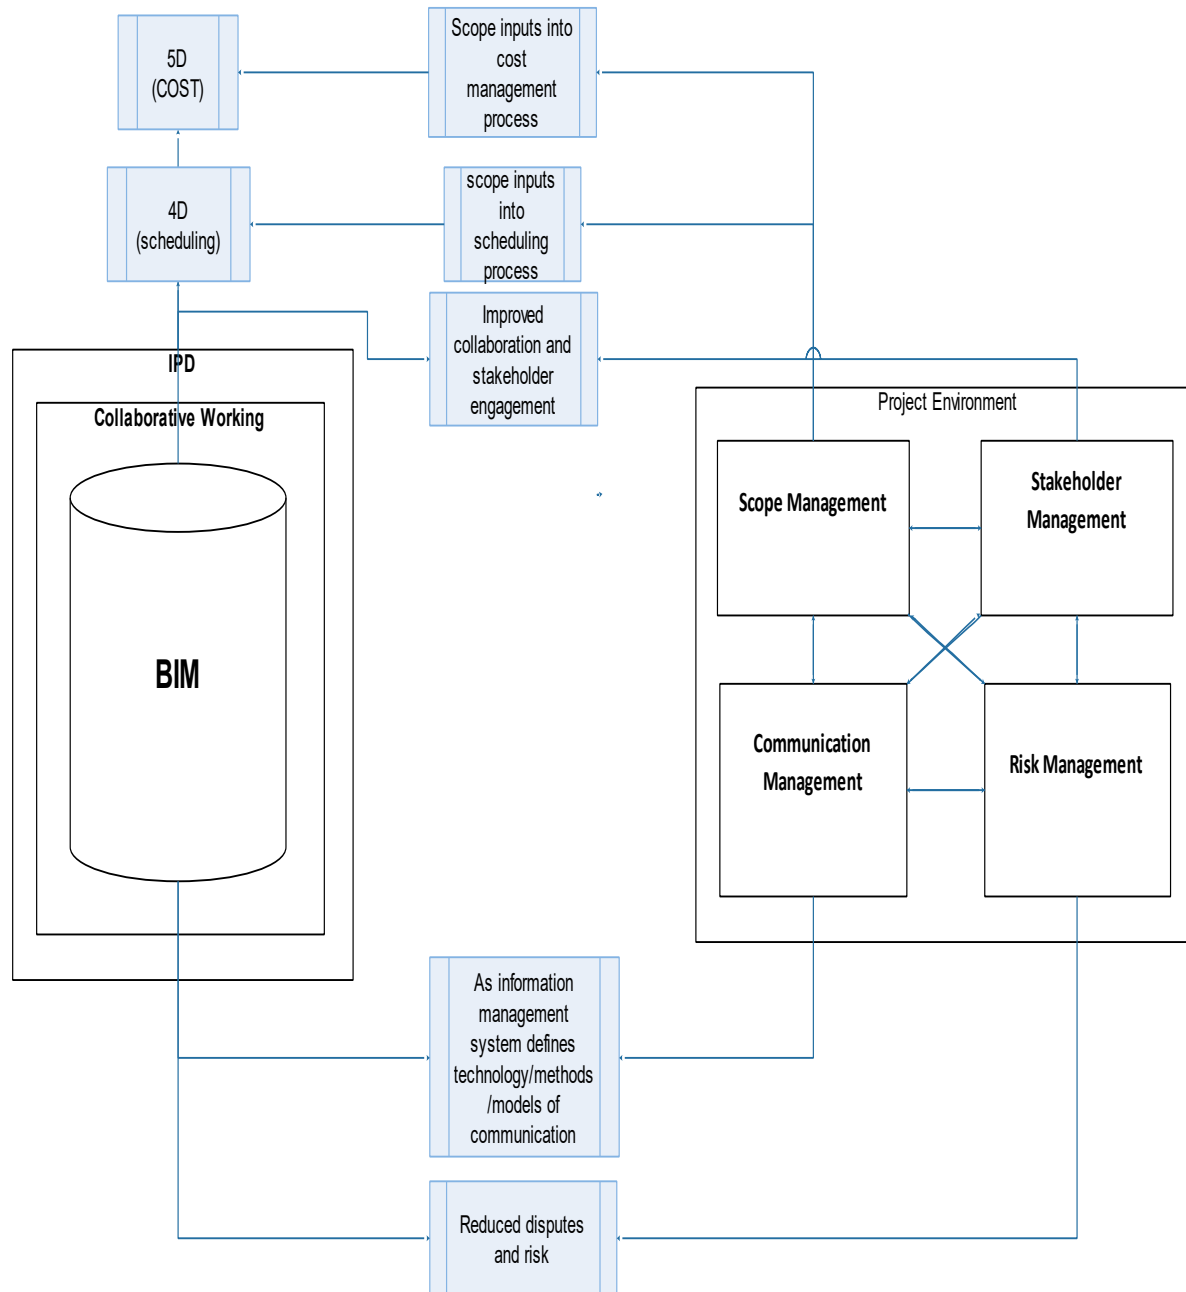 5D
(COST)
Scope inputs into
cost
management
process
4D
(scheduling)
scope inputs
into
scheduling
process
Improved
collaboration and
stakeholder
engagement
IPD
Collaborative Working
BIM
Project Environment
Scope Management
Stakeholder
Management
Communication
Management
Risk Management
As information
management
system defines
technology/methods
/models of
communication
Reduced disputes
and risk